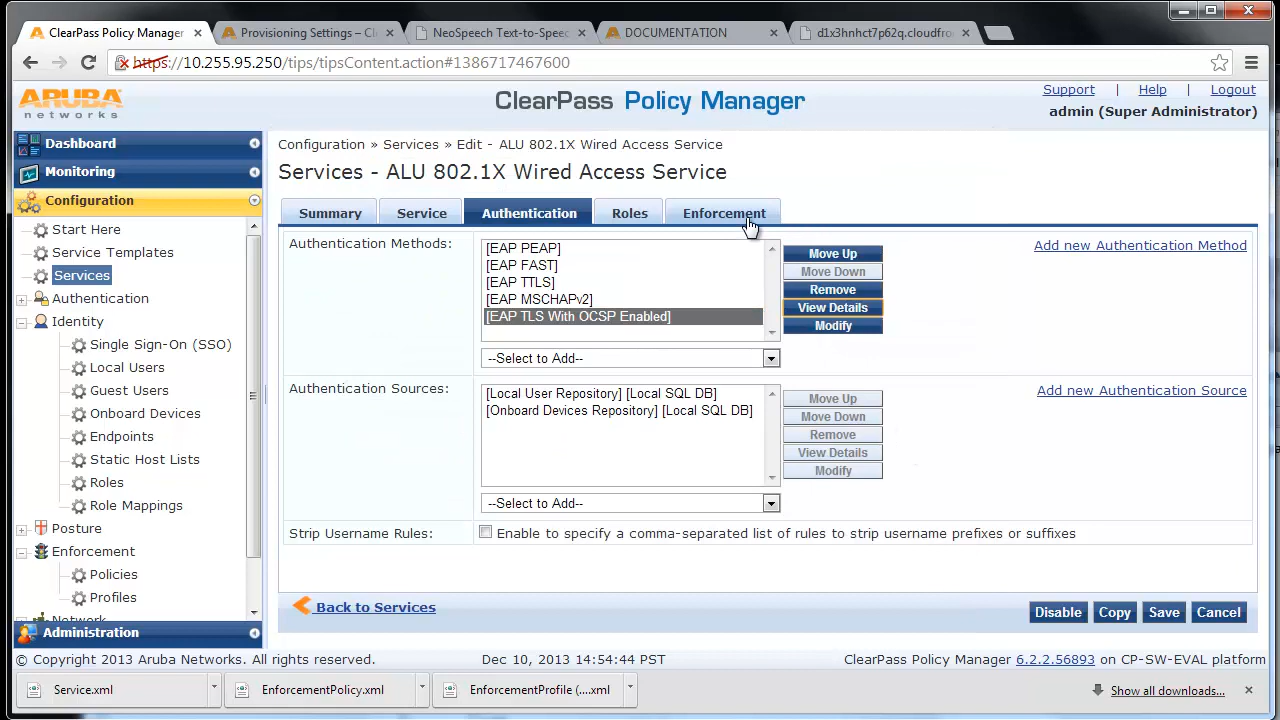 ClearPass Policy Manager
Provisioning Settings – Cl
NeoSpeech Text-to-Speec
DOCUMENTATION
d1x3hnhct7p62q.cloudfro
https://10.255.95.250/tips/tipsContent.action#1386717467600
ARUBA networks
ClearPass Policy Manager
Support | Help | Logout
admin (Super Administrator)
Dashboard
Monitoring
Configuration
Start Here
Service Templates
Services
Authentication
Identity
Single Sign-On (SSO)
Local Users
Guest Users
Onboard Devices
Endpoints
Static Host Lists
Roles
Role Mappings
Posture
Enforcement
Policies
Profiles
Network
Administration
Configuration » Services » Edit - ALU 802.1X Wired Access Service
Services - ALU 802.1X Wired Access Service
Summary Service Authentication Roles Enforcement
Authentication Methods:
[EAP PEAP]
[EAP FAST]
[EAP TTLS]
[EAP MSCHAPv2]
[EAP TLS With OCSP Enabled]
Move Up
Move Down
Remove
View Details
Modify
Add new Authentication Method
--Select to Add--
Authentication Sources:
[Local User Repository] [Local SQL DB]
[Onboard Devices Repository] [Local SQL DB]
Move Up
Move Down
Remove
View Details
Modify
Add new Authentication Source
--Select to Add--
Strip Username Rules: Enable to specify a comma-separated list of rules to strip username prefixes or suffixes
Back to Services
Disable Copy Save Cancel
© Copyright 2013 Aruba Networks. All rights reserved. Dec 10, 2013 14:54:44 PST ClearPass Policy Manager 6.2.2.56893 on CP-SW-EVAL platform
Service.xml
EnforcementPolicy.xml
EnforcementProfile (....xml
Show all downloads...